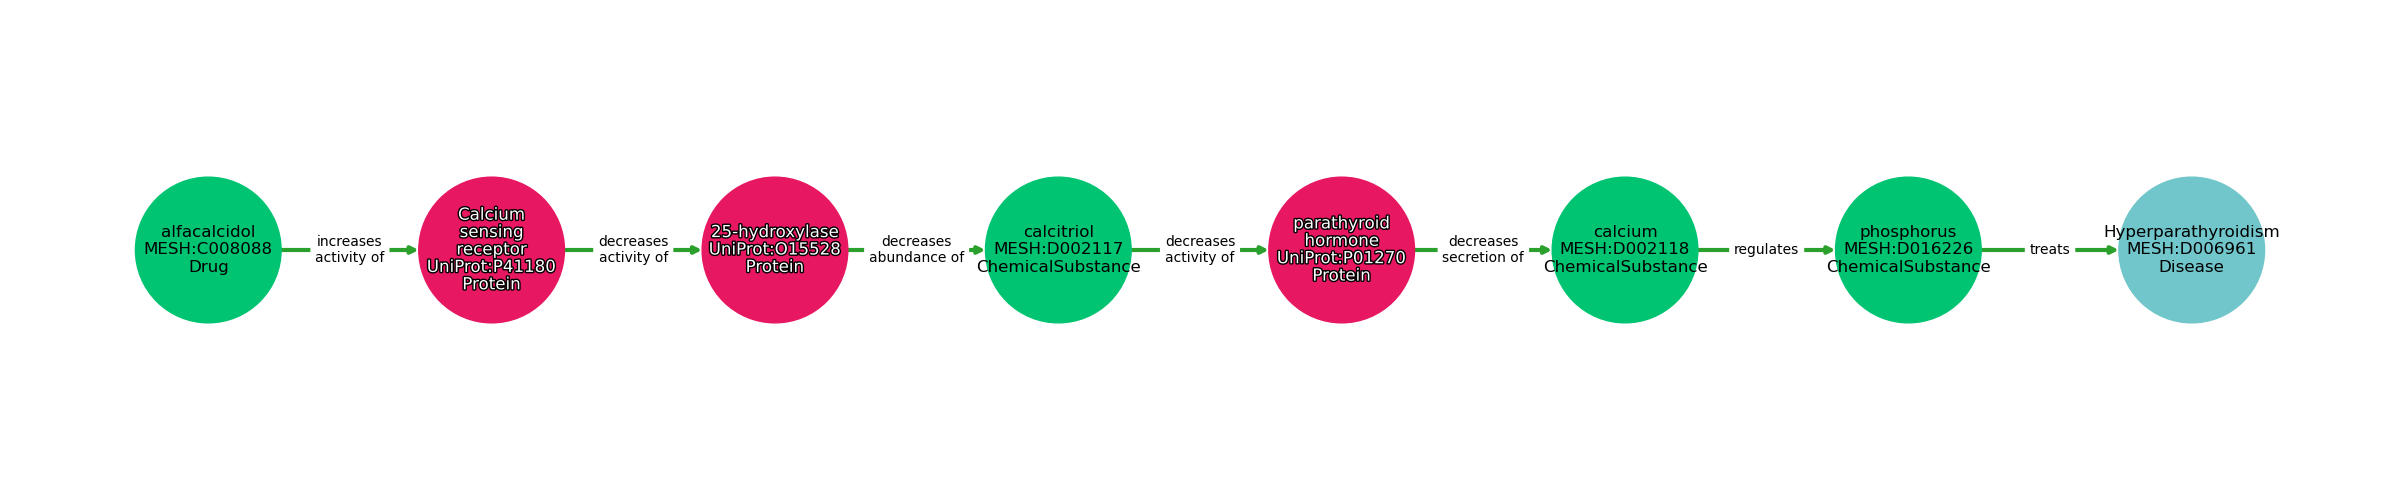 alfacalcidol
MESH:C008088
Drug
increases
activity of
Calcium
sensing
receptor
UniProt:P41180
Protein
decreases
activity of
25-hydroxylase
UniProt:O15528
Protein
decreases
abundance of
calcitriol
MESH:D002117
ChemicalSubstance
decreases
activity of
parathyroid
hormone
UniProt:P01270
Protein
decreases
secretion of
calcium
MESH:D002118
ChemicalSubstance
regulates
phosphorus
MESH:D016226
ChemicalSubstance
treats
Hyperparathyroidism
MESH:D006961
Disease